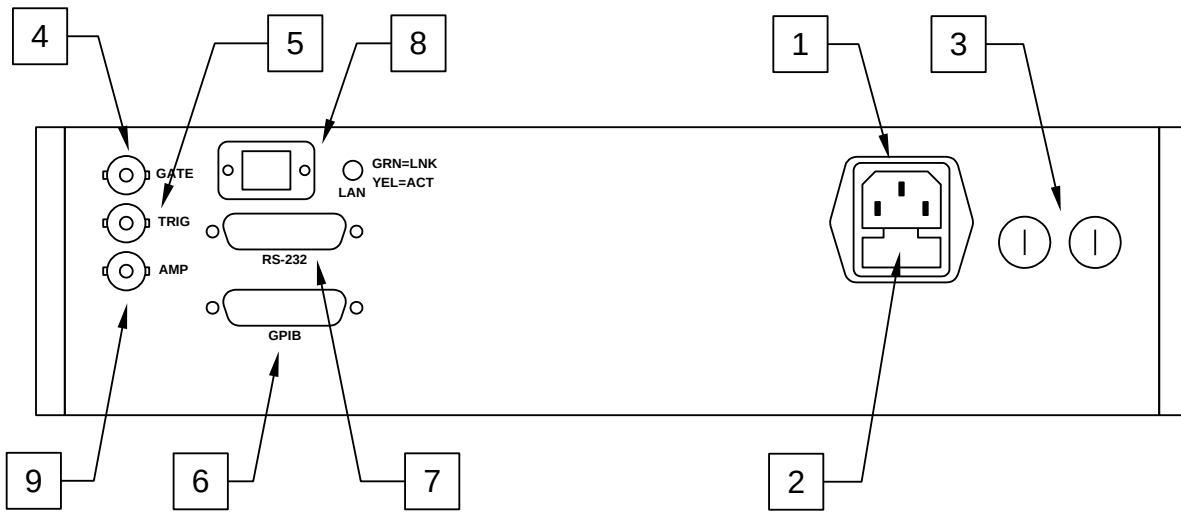 4
5
8
1
3
GATE
TRIG
AMP
GRN=LNK
YEL=ACT
LAN
RS-232
GPIB
9
6
7
2